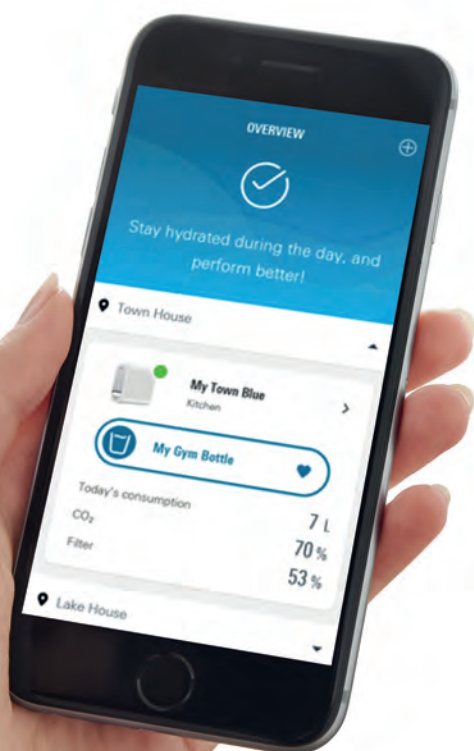 OVERVIEW
Stay hydrated during the day, and
perform better!
Town House
My Town Blue
Kitchen
My Gym Bottle
Today's consumption 7 L
CO₂ 70 %
Filter 53 %
Lake House